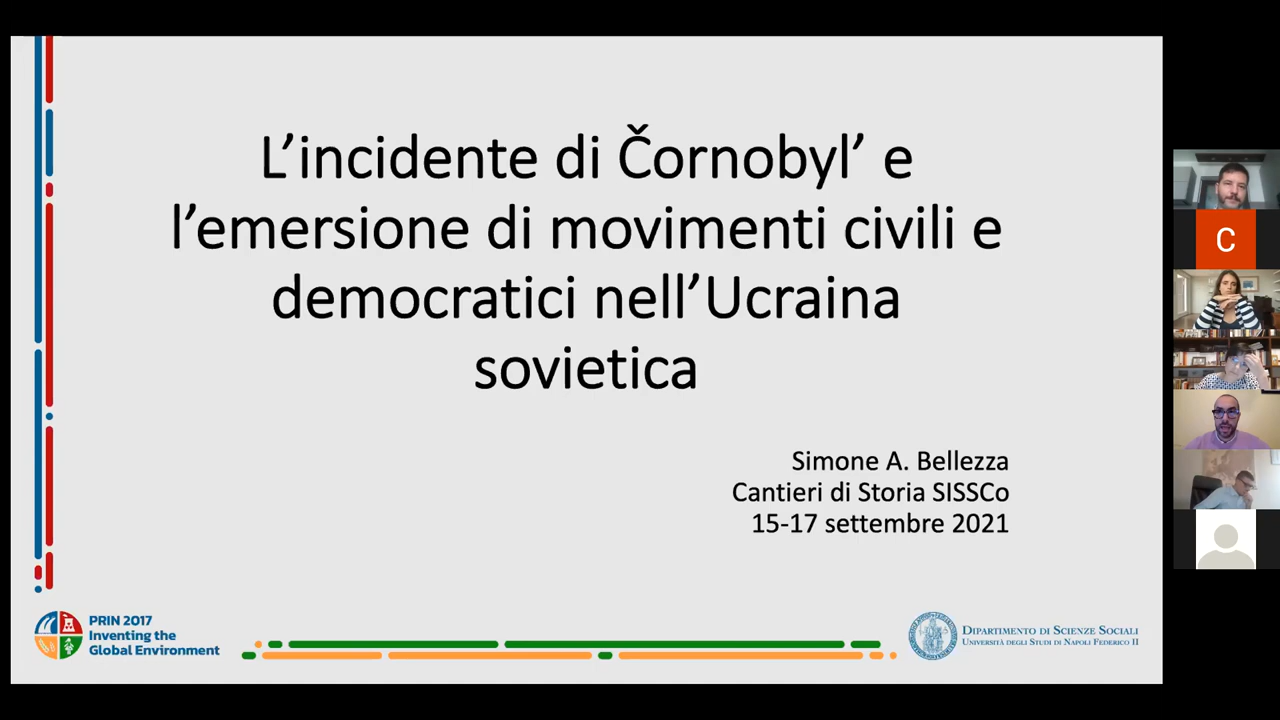 L’incidente di Čornobyl’ e
l’emersione di movimenti civili e
democratici nell’Ucraina
sovietica
Simone A. Bellezza
Cantieri di Storia SISSCo
15-17 settembre 2021
PRIN 2017
Inventing the
Global Environment
Dipartimento di Scienze Sociali
Università degli Studi di Napoli Federico II
C